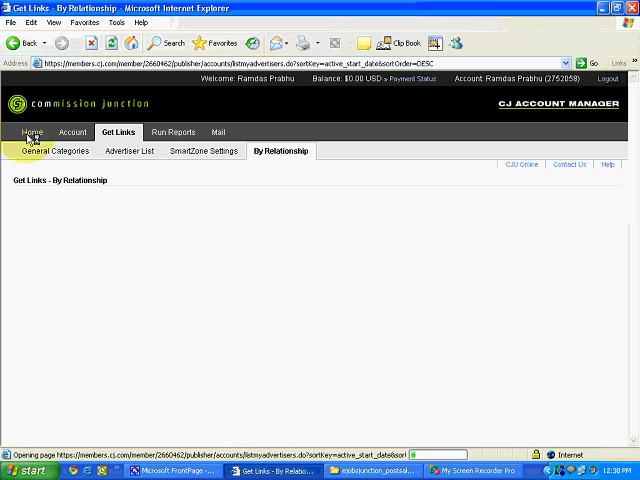 Get Links - By Relationship - Microsoft Internet Explorer
File Edit View Favorites Tools Help
Back Search Favorites Clip Book
Address https://members.cj.com/member/2660462/publisher/accounts/listmyadvertisers.do?sortKey=active_start_date&sortOrder=DESC Go Links »
Welcome: Ramdas Prabhu Balance: $0.00 USD » Payment Status Account: Ramdas Prabhu (2752058) Logout
commission junction CJ ACCOUNT MANAGER
Home Account Get Links Run Reports Mail
General Categories Advertiser List SmartZone Settings By Relationship
CJU Online Contact Us Help
Get Links - By Relationship
Opening page https://members.cj.com/member/2660462/publisher/accounts/listmyadvertisers.do?sortKey=active_start_date&sor Internet
start Microsoft FrontPage -... Get Links - By Relatio... ejobsjunction_postsal... My Screen Recorder Pro 12:30 PM